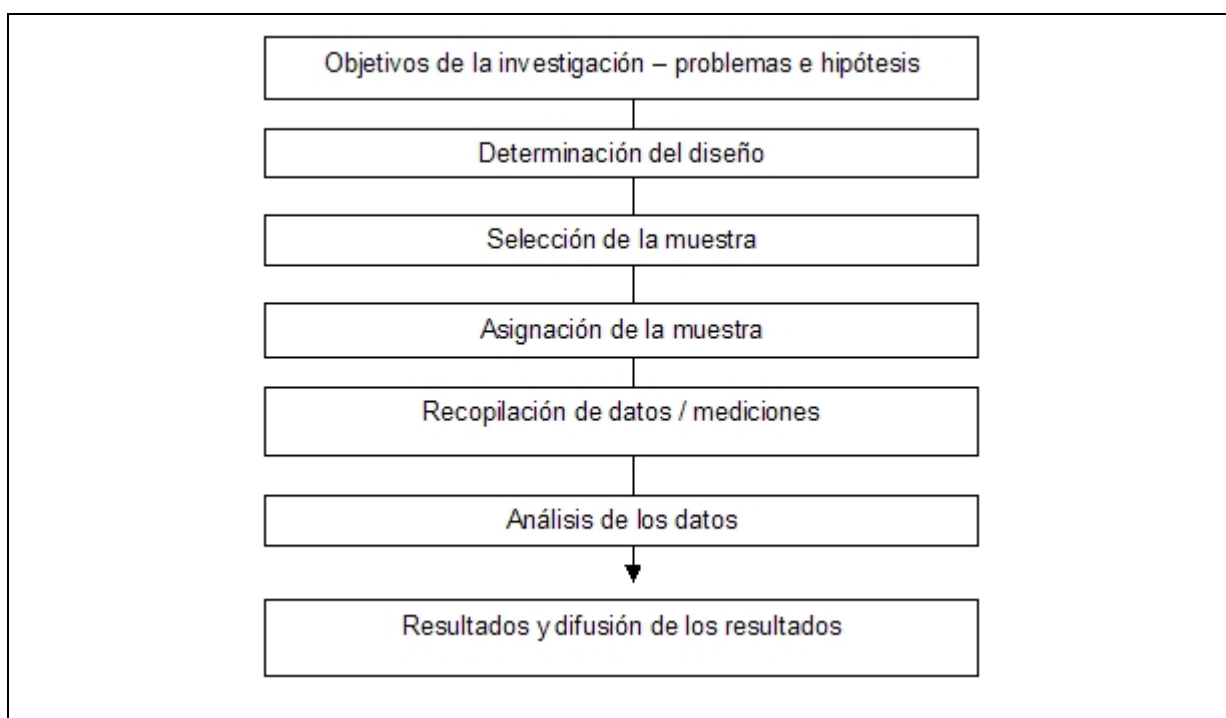 Objetivos de la investigación – problemas e hipótesis
Determinación del diseño
Selección de la muestra
Asignación de la muestra
Recopilación de datos / mediciones
Análisis de los datos
Resultados y difusión de los resultados